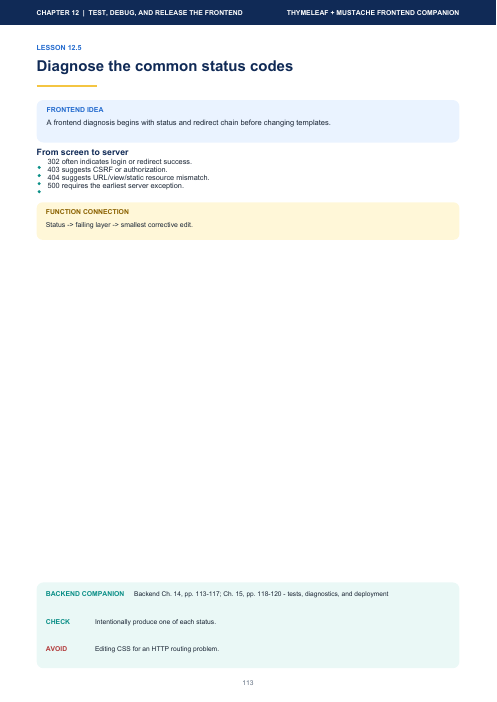 CHAPTER 12 | TEST, DEBUG, AND RELEASE THE FRONTEND
THYMELEAF + MUSTACHE FRONTEND COMPANION
LESSON 12.5
Diagnose the common status codes
FRONTEND IDEA
A frontend diagnosis begins with status and redirect chain before changing templates.
From screen to server
302 often indicates login or redirect success.
403 suggests CSRF or authorization.
404 suggests URL/view/static resource mismatch.
500 requires the earliest server exception.
FUNCTION CONNECTION
Status -> failing layer -> smallest corrective edit.
BACKEND COMPANION Backend Ch. 14, pp. 113-117; Ch. 15, pp. 118-120 - tests, diagnostics, and deployment
CHECK Intentionally produce one of each status.
AVOID Editing CSS for an HTTP routing problem.
113